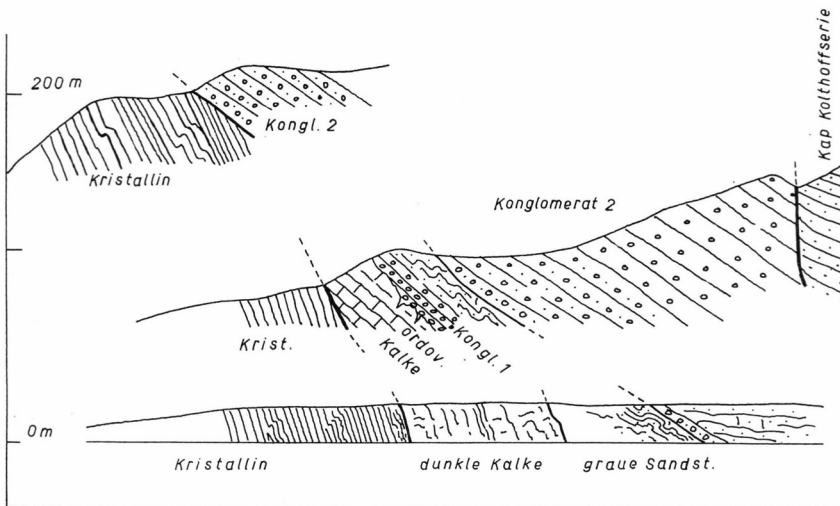 200 m
Kongl. 2
Kristallin
Kap Kolthoffserie
Konglomerat 2
Krist.
ordov.
Kalke
Kongl. 1
0 m
Kristallin
dunkle Kalke
graue Sandst.